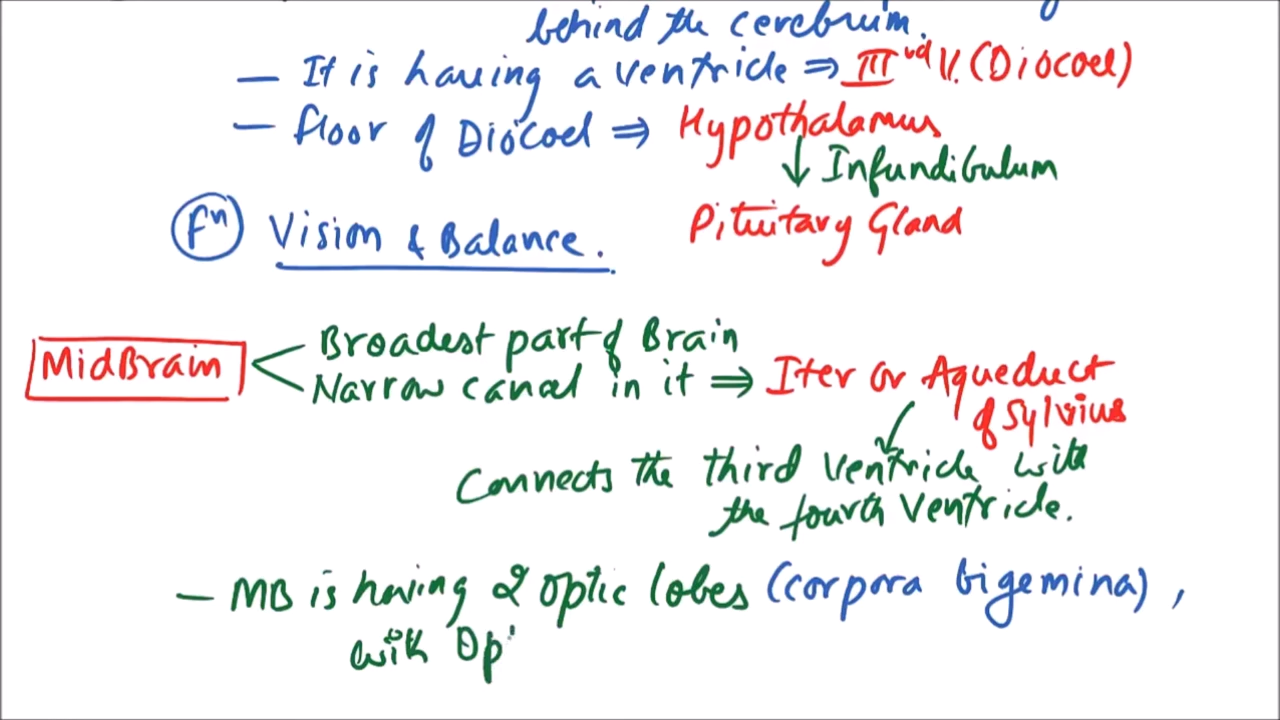 behind the cerebrum.
— It is having a ventricle ⇒ III rd V. (Diocoel)
— floor of Diocoel ⇒ Hypothalamus
↓ Infundibulum
Pituitary Gland
Fn Vision & Balance.
MidBrain
Broadest part of Brain
Narrow canal in it ⇒ Iter or Aqueduct
of Sylvius
Connects the third Ventricle with
the fourth Ventricle.
— MB is having 2 optic lobes (corpora bigemina),
with Op